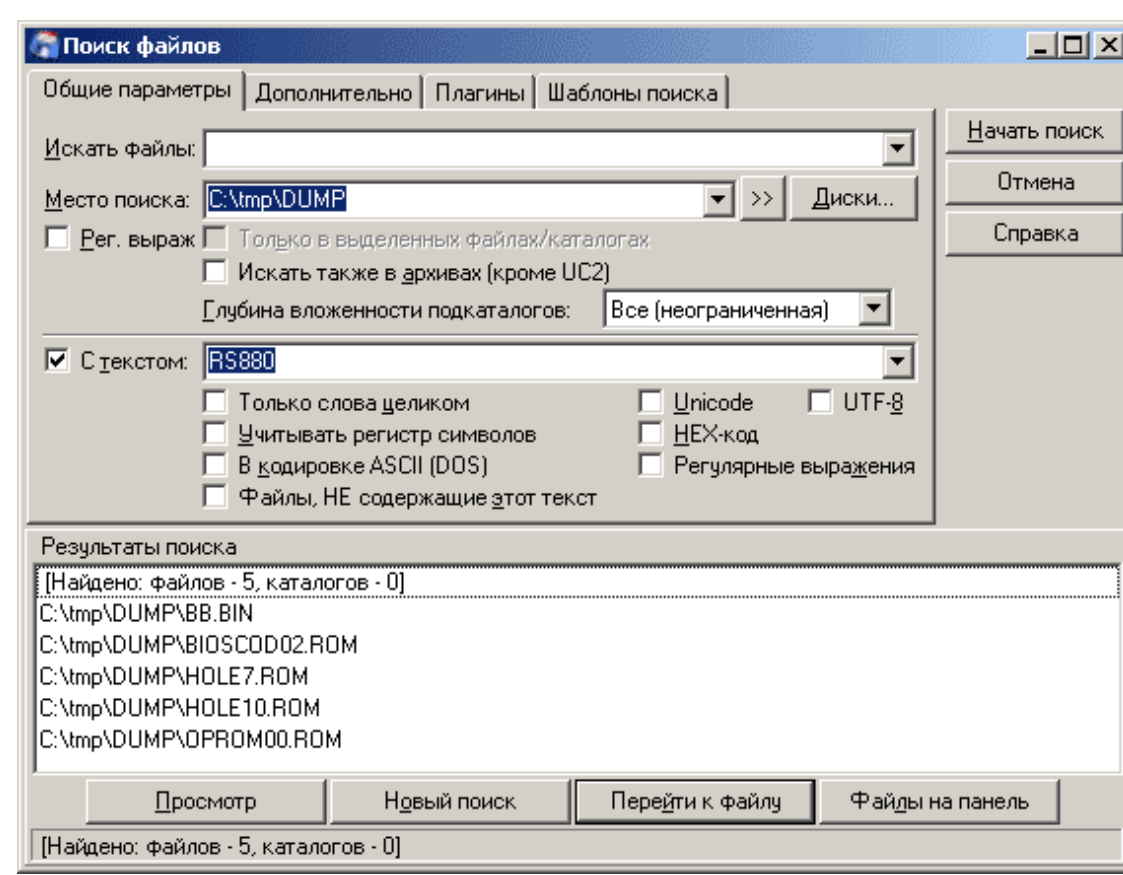 Поиск файлов
Общие параметры Дополнительно Плагины Шаблоны поиска
Искать файлы:
Начать поиск
Место поиска: C:\tmp\DUMP >> Диски...
Отмена
Рег. выраж Только в выделенных файлах/каталогах
Справка
Искать также в архивах (кроме UC2)
Глубина вложенности подкаталогов: Все (неограниченная)
С текстом: RS880
Только слова целиком Unicode UTF-8
Учитывать регистр символов HEX-код
В кодировке ASCII (DOS) Регулярные выражения
Файлы, НЕ содержащие этот текст
Результаты поиска
[Найдено: файлов - 5, каталогов - 0]
C:\tmp\DUMP\BB.BIN
C:\tmp\DUMP\BIOSCOD02.ROM
C:\tmp\DUMP\HOLE7.ROM
C:\tmp\DUMP\HOLE10.ROM
C:\tmp\DUMP\OPROM00.ROM
Просмотр Новый поиск Перейти к файлу Файлы на панель
[Найдено: файлов - 5, каталогов - 0]